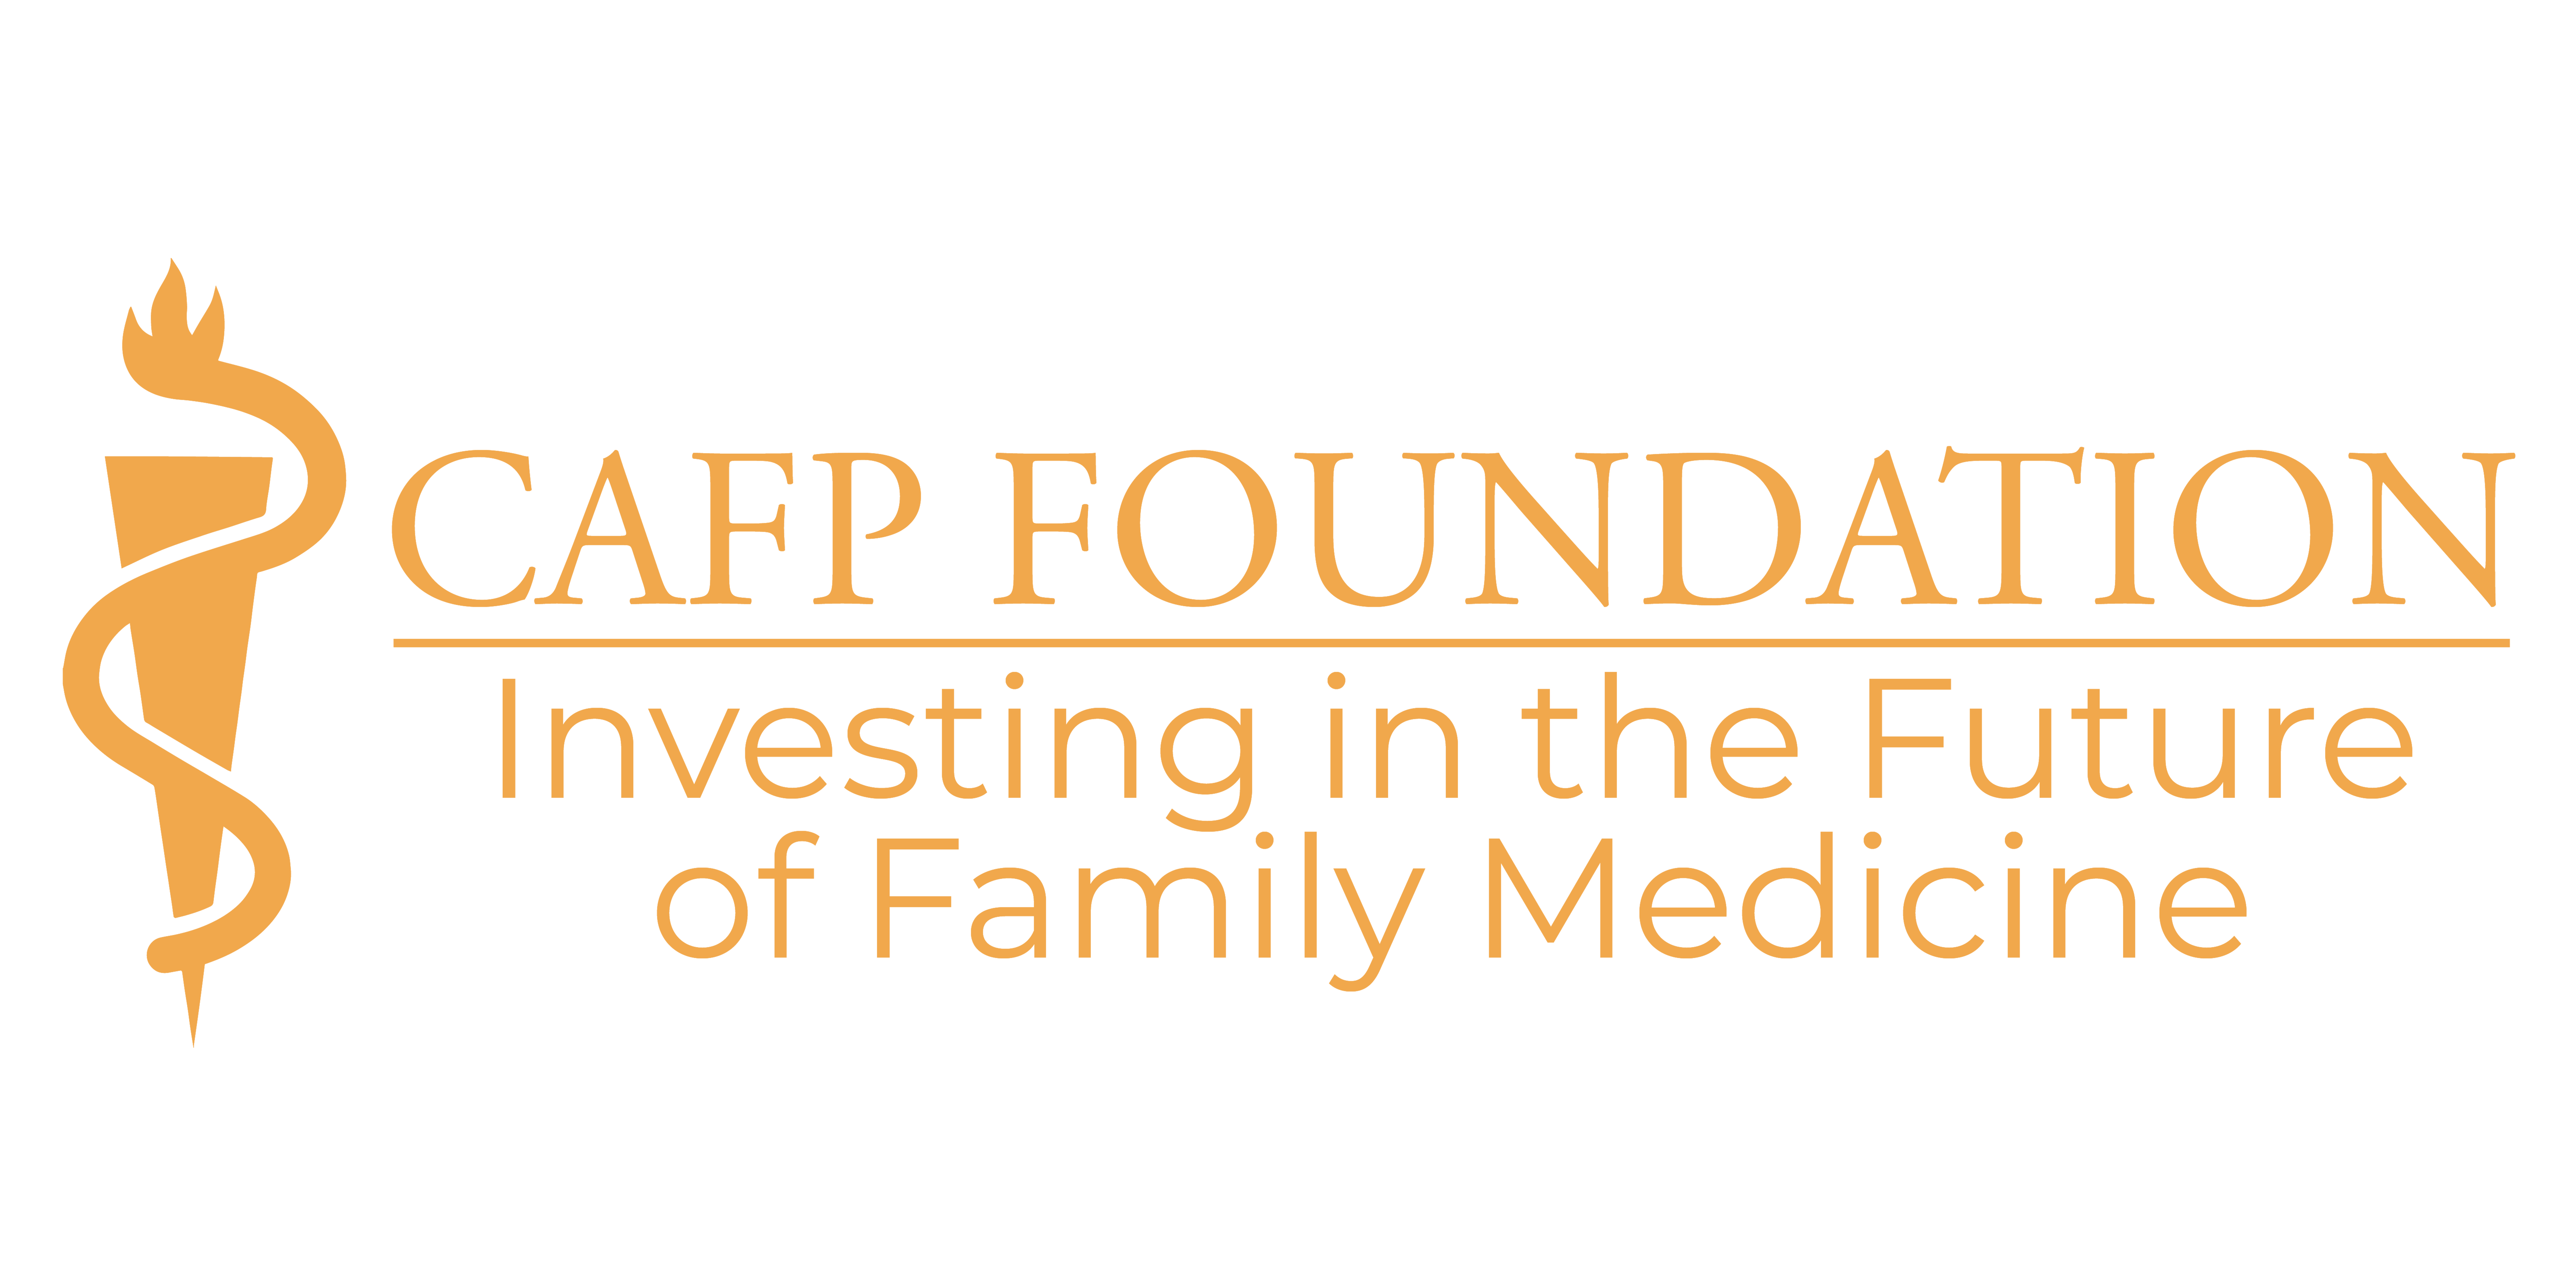 CAFP FOUNDATION
Investing in the Future
of Family Medicine